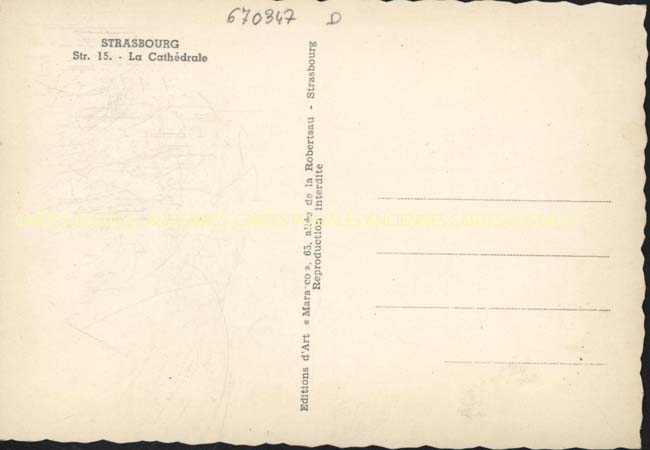 670347 D
STRASBOURG
Str. 15. - La Cathédrale
Editions d'Art « Mara-co ». 65, allée de la Robertsau - Strasbourg
Reproduction interdite